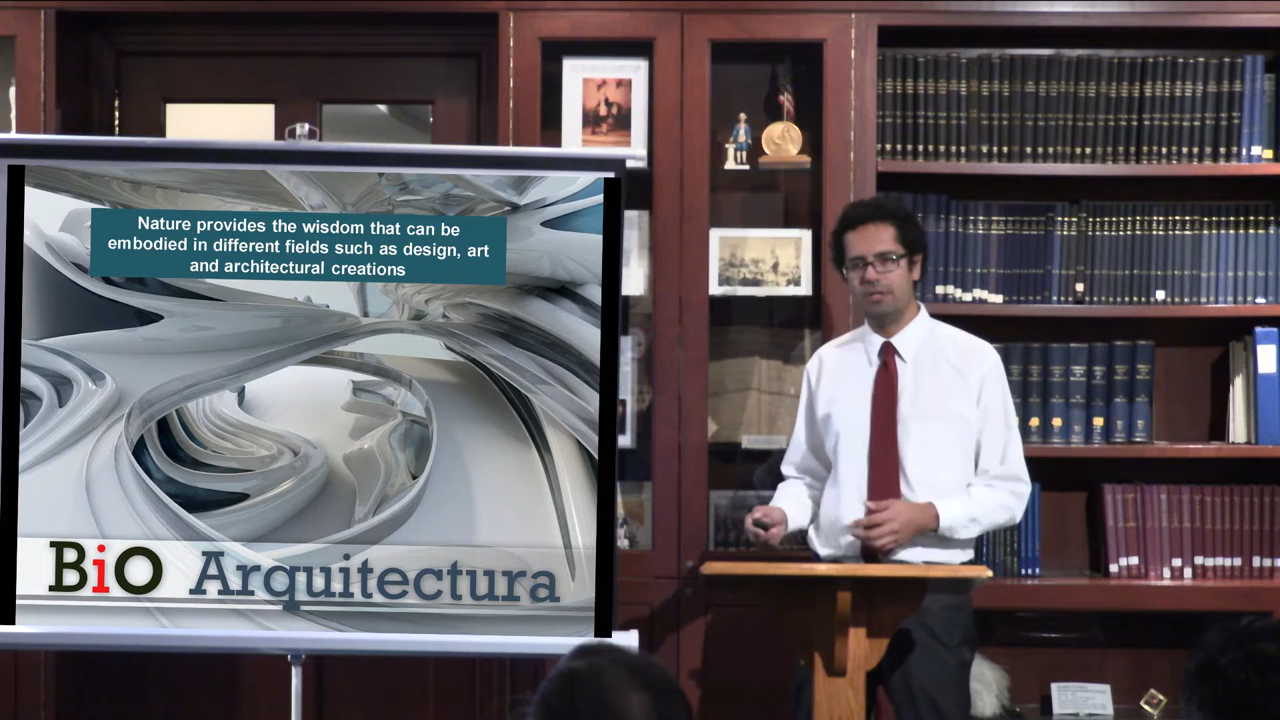 Nature provides the wisdom that can be
embodied in different fields such as design, art
and architectural creations
BiO Arquitectura